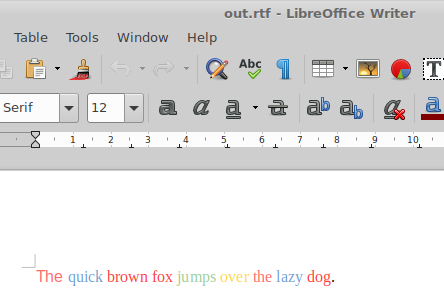 out.rtf - LibreOffice Writer
Table Tools Window Help
Abc T
Serif 12 a a a a ab ab a a
1 2 3 4 5 6 7 8 9 10
The quick brown fox jumps over the lazy dog.